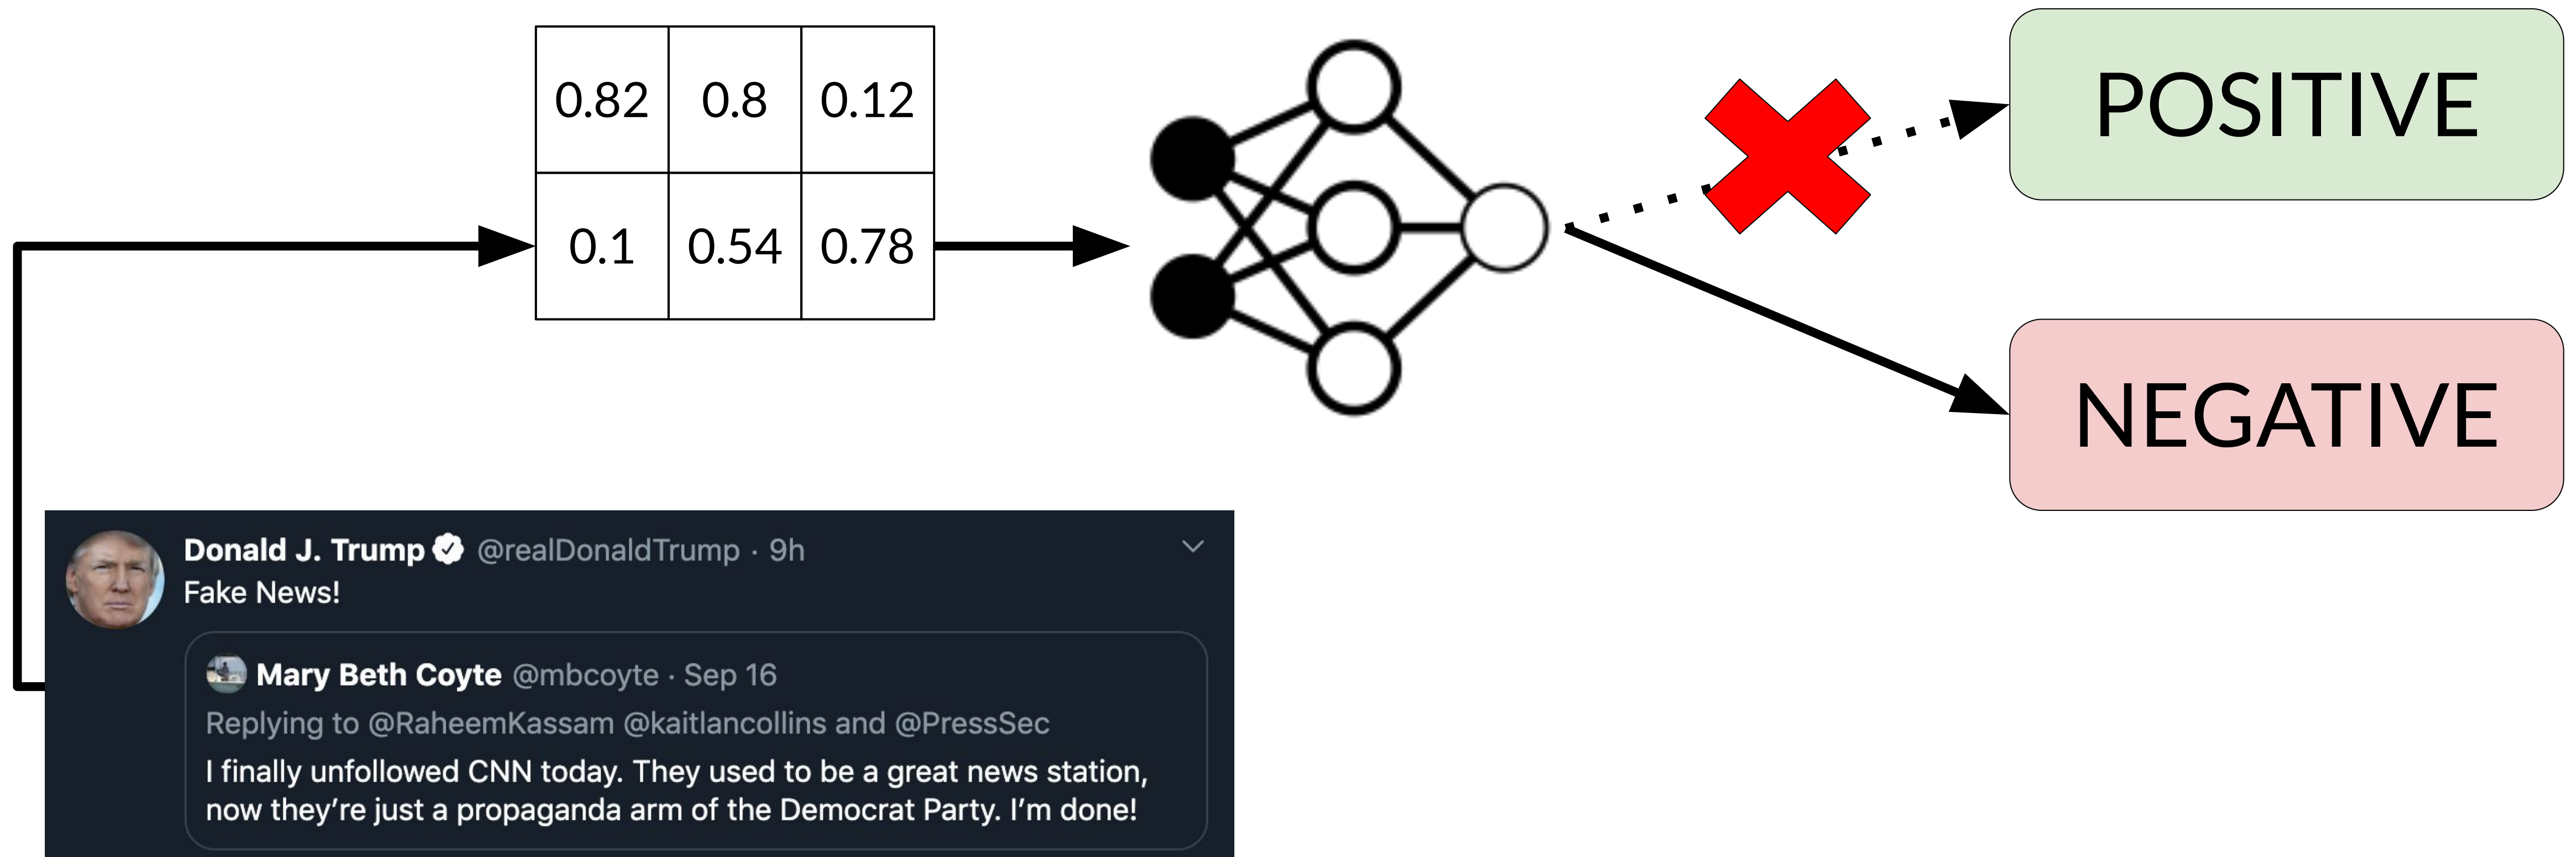 0.82 0.8 0.12
0.1 0.54 0.78
POSITIVE
NEGATIVE
Donald J. Trump @realDonaldTrump · 9h
Fake News!
Mary Beth Coyte @mbcoyte · Sep 16
Replying to @RaheemKassam @kaitlancollins and @PressSec
I finally unfollowed CNN today. They used to be a great news station,
now they’re just a propaganda arm of the Democrat Party. I’m done!